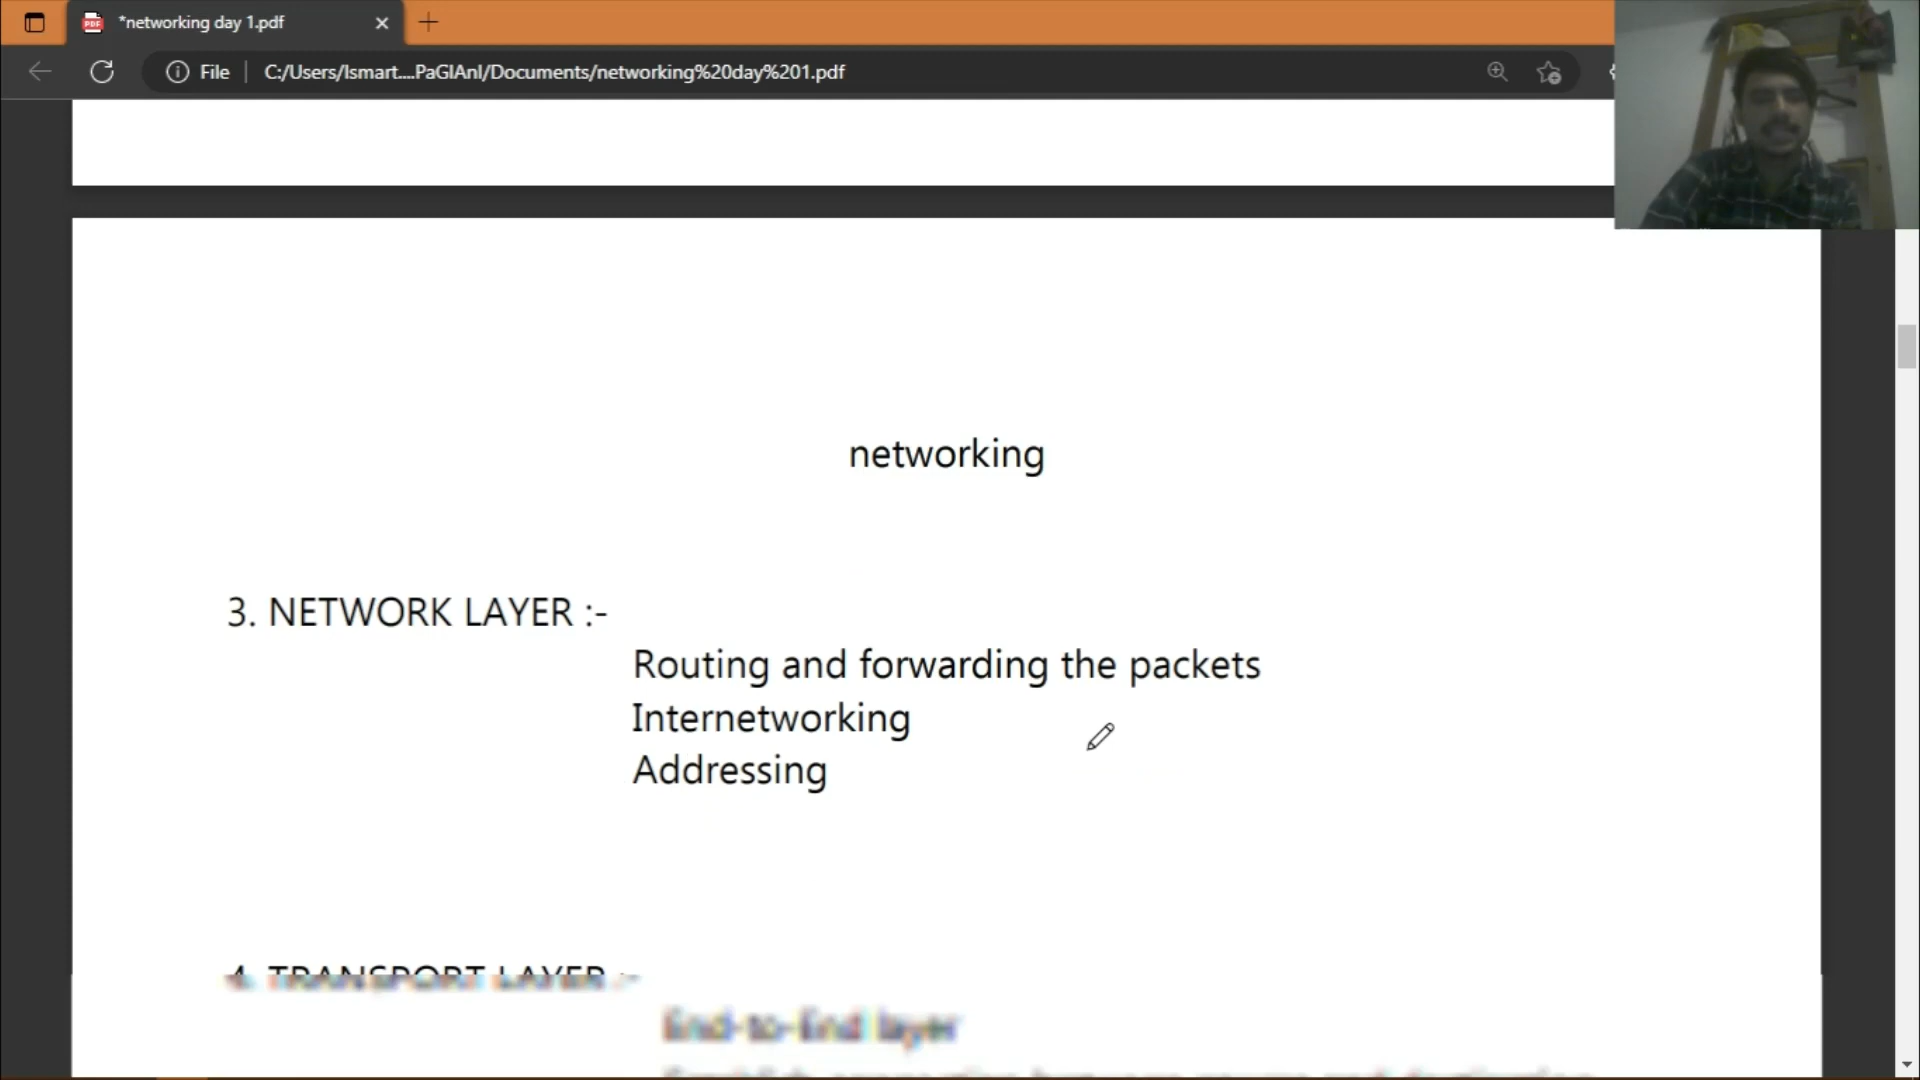 *networking day 1.pdf
File
C:/Users/Ismart....PaGIAnI/Documents/networking%20day%201.pdf
networking
3. NETWORK LAYER :-
Routing and forwarding the packets
Internetworking
Addressing
4. TRANSPORT LAYER :-
End-to-End layer